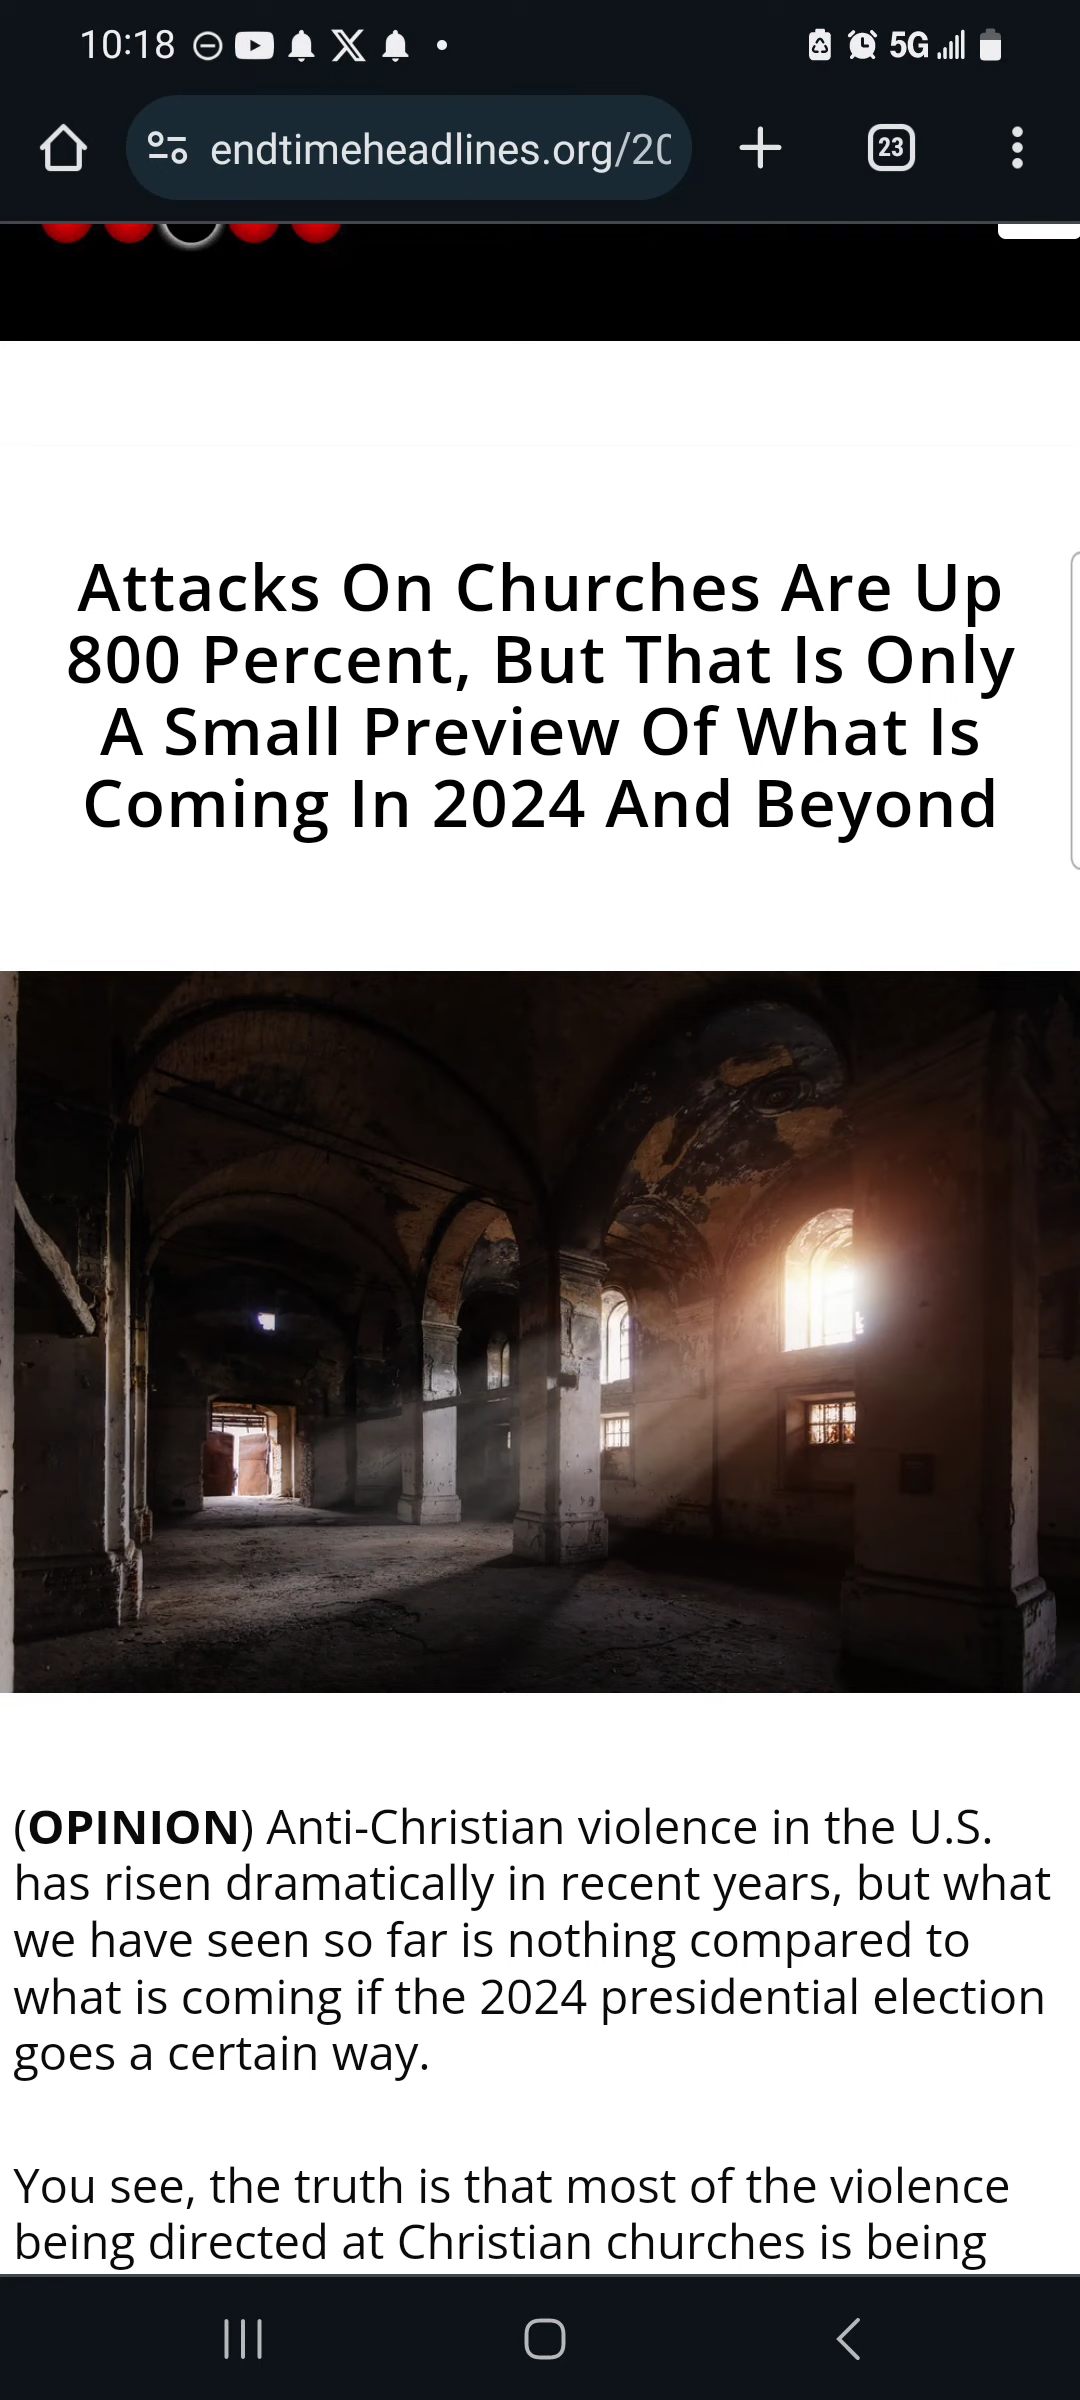 10:18
5G
endtimeheadlines.org/20
23
Attacks On Churches Are Up
800 Percent, But That Is Only
A Small Preview Of What Is
Coming In 2024 And Beyond
(OPINION) Anti-Christian violence in the U.S.
has risen dramatically in recent years, but what
we have seen so far is nothing compared to
what is coming if the 2024 presidential election
goes a certain way.
You see, the truth is that most of the violence
being directed at Christian churches is being